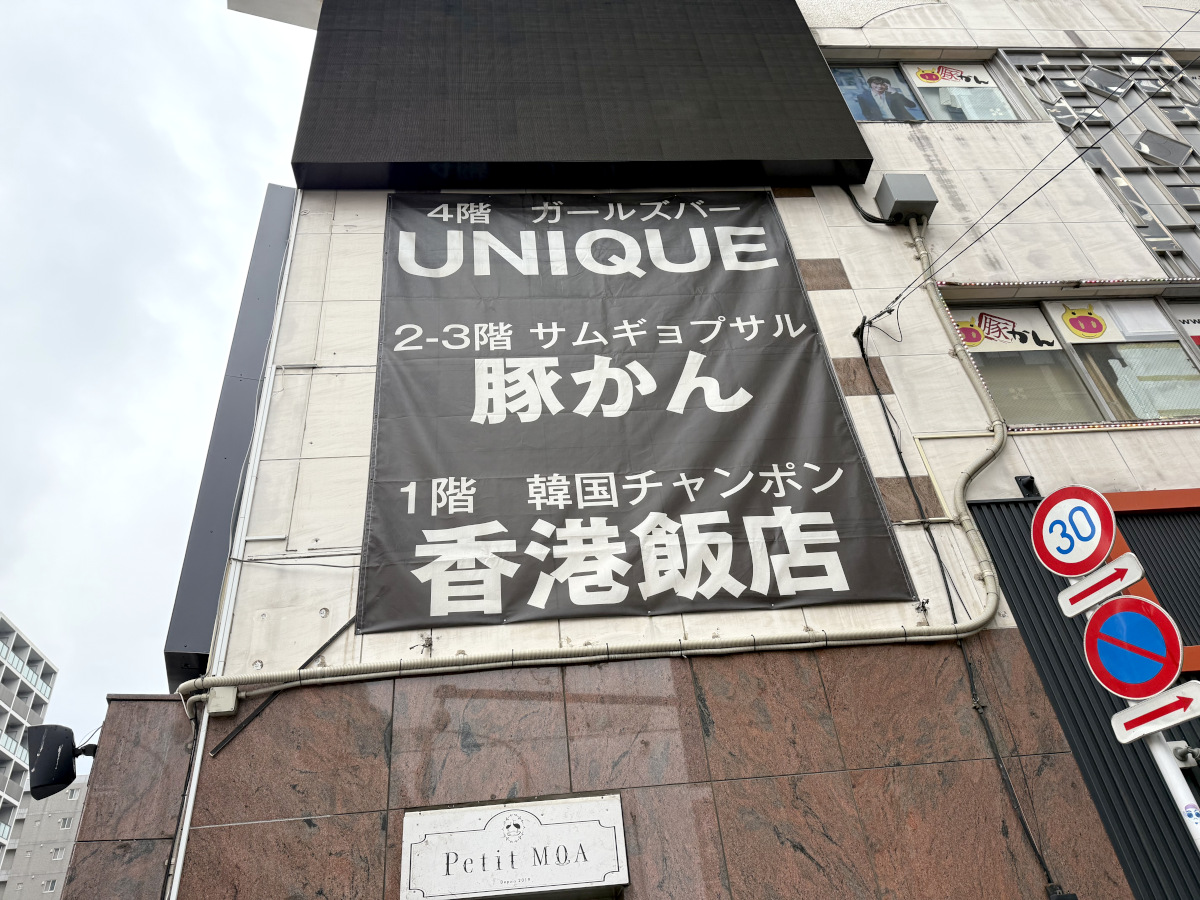 豚かん
4階 ガールズバー
UNIQUE
2-3階 サムギョプサル
豚かん
豚かん
1階 韓国チャンポン
香港飯店
30
Petit MOA
Depuis 2019